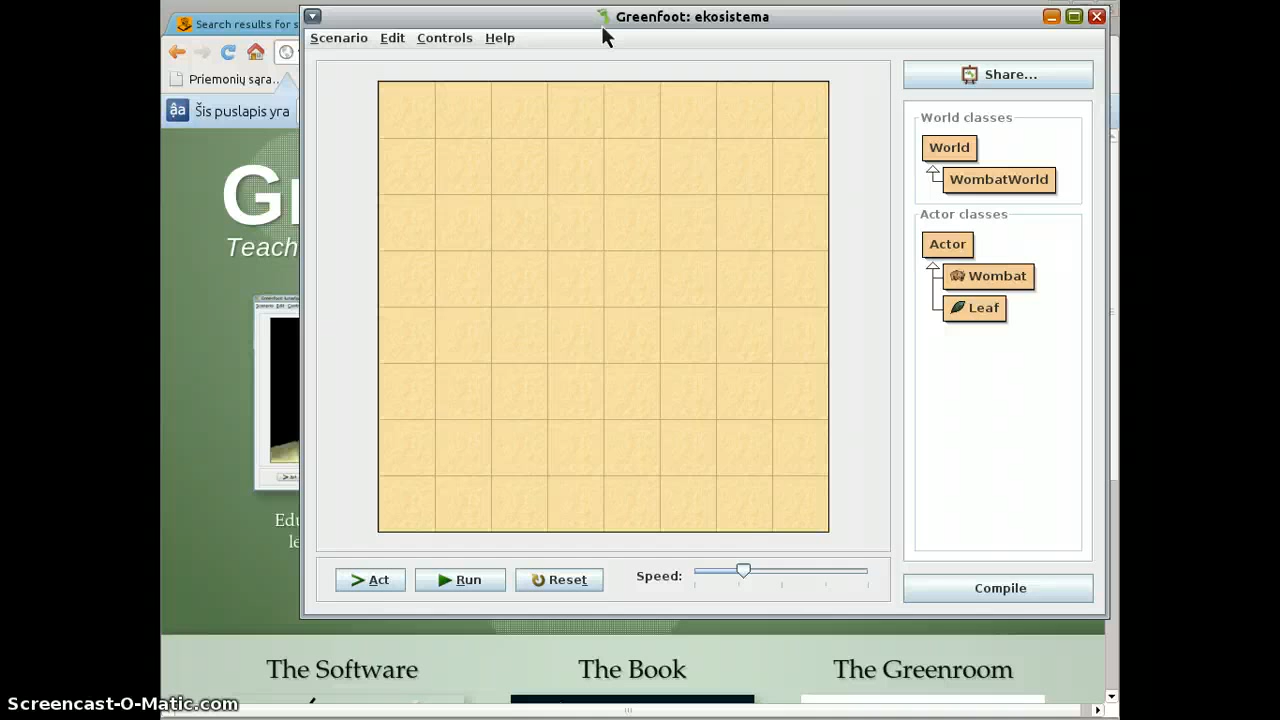 Search results for s
Greenfoot: ekosistema
Scenario Edit Controls Help
Priemonių sąra...
Šis puslapis yra
Share...
World classes
World
WombatWorld
Actor classes
Actor
Wombat
Leaf
Teach
Edu
le
Act
Run
Reset
Speed:
Compile
The Software
The Book
The Greenroom
Screencast-O-Matic.com